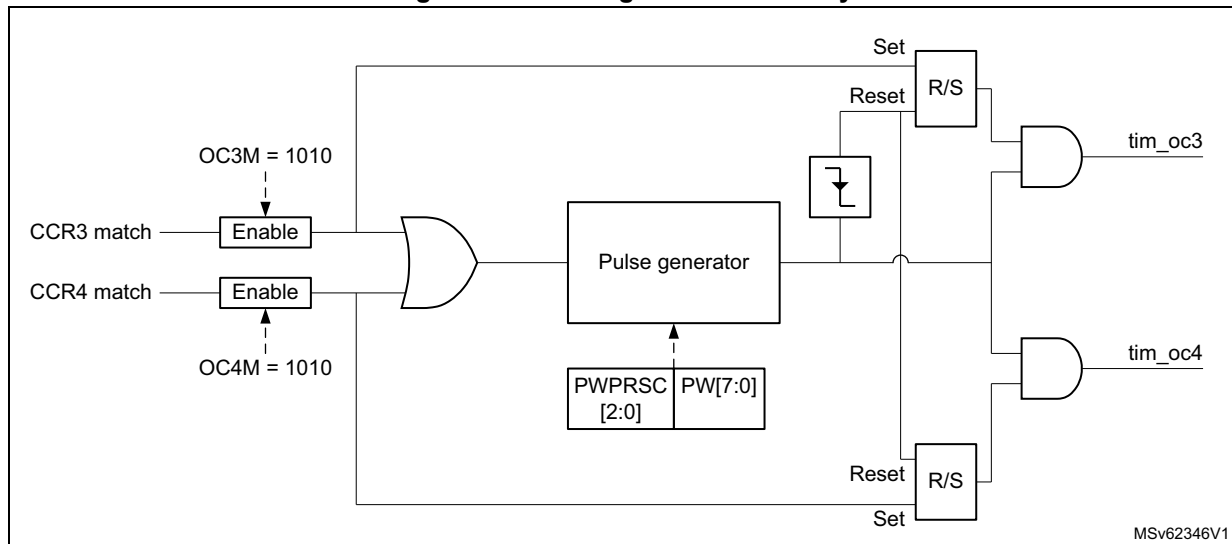 Set
R/S
Reset
tim_oc3
OC3M = 1010
CCR3 match
Enable
Pulse generator
CCR4 match
Enable
OC4M = 1010
tim_oc4
PWPRSC
[2:0]
PW[7:0]
Reset
R/S
Set
MSv62346V1